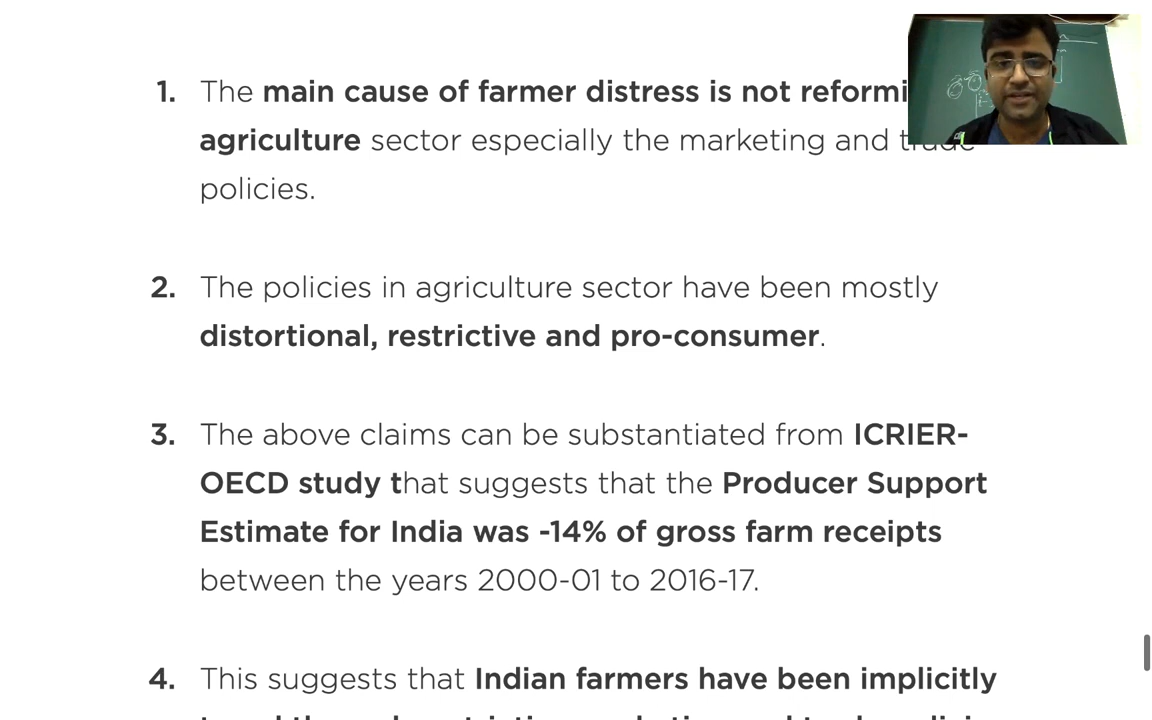 1. The main cause of farmer distress is not reformi
agriculture sector especially the marketing and trade
policies.
2. The policies in agriculture sector have been mostly
distortional, restrictive and pro-consumer.
3. The above claims can be substantiated from ICRIER-
OECD study that suggests that the Producer Support
Estimate for India was -14% of gross farm receipts
between the years 2000-01 to 2016-17.
4. This suggests that Indian farmers have been implicitly